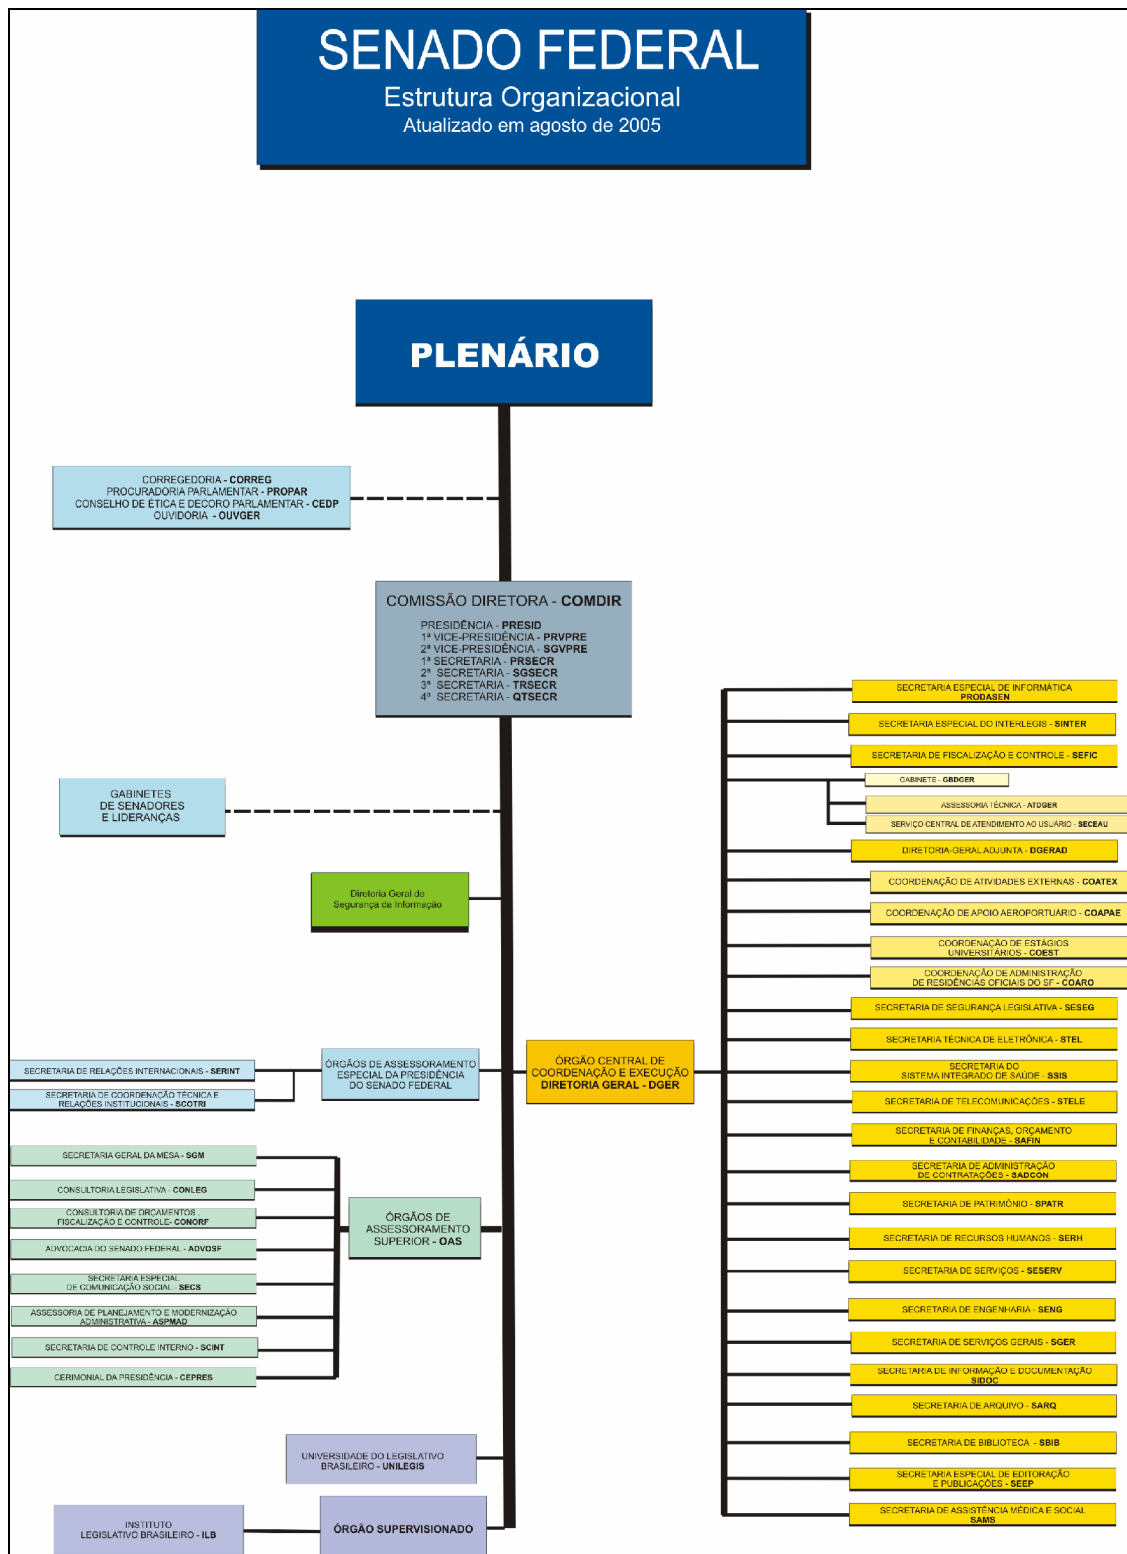 SENADO FEDERAL
Estrutura Organizacional
Atualizado em agosto de 2005
PLENÁRIO
CORREGEDORIA - CORREG
PROCURADORIA PARLAMENTAR - PROPAR
CONSELHO DE ÉTICA E DECORO PARLAMENTAR - CEDP
OUVIDORIA - OUVGER
COMISSÃO DIRETORA - COMDIR
PRESIDÊNCIA - PRESID
1ª VICE-PRESIDÊNCIA - PRVPRE
2ª VICE-PRESIDÊNCIA - SGVPRE
1ª SECRETARIA - PRSECR
2ª SECRETARIA - SGSECR
3ª SECRETARIA - TRSECR
4ª SECRETARIA - QTSECR
GABINETES
DE SENADORES
E LIDERANÇAS
Diretoria Geral de
Segurança da Informação
ÓRGÃOS DE ASSESSORAMENTO
ESPECIAL DA PRESIDÊNCIA
DO SENADO FEDERAL
SECRETARIA DE RELAÇÕES INTERNACIONAIS - SERINT
SECRETARIA DE COORDENAÇÃO TÉCNICA E
RELAÇÕES INSTITUCIONAIS - SCOTRI
ÓRGÃOS DE
ASSESSORAMENTO
SUPERIOR - OAS
SECRETARIA GERAL DA MESA - SGM
CONSULTORIA LEGISLATIVA - CONLEG
CONSULTORIA DE ORÇAMENTOS ,
FISCALIZAÇÃO E CONTROLE- CONORF
ADVOCACIA DO SENADO FEDERAL - ADVOSF
SECRETARIA ESPECIAL
DE COMUNICAÇÃO SOCIAL - SECS
ASSESSORIA DE PLANEJAMENTO E MODERNIZAÇÃO
ADMINISTRATIVA - ASPMAD
SECRETARIA DE CONTROLE INTERNO - SCINT
CERIMONIAL DA PRESIDÊNCIA - CEPRES
UNIVERSIDADE DO LEGISLATIVO
BRASILEIRO - UNILEGIS
ÓRGÃO SUPERVISIONADO
INSTITUTO
LEGISLATIVO BRASILEIRO - ILB
ÓRGÃO CENTRAL DE
COORDENAÇÃO E EXECUÇÃO
DIRETORIA GERAL - DGER
SECRETARIA ESPECIAL DE INFORMÁTICA
PRODASEN
SECRETARIA ESPECIAL DO INTERLEGIS - SINTER
SECRETARIA DE FISCALIZAÇÃO E CONTROLE - SEFIC
GABINETE - GBDGER
ASSESSORIA TÉCNICA - ATDGER
SERVIÇO CENTRAL DE ATENDIMENTO AO USUÁRIO - SECEAU
DIRETORIA-GERAL ADJUNTA - DGERAD
COORDENAÇÃO DE ATIVIDADES EXTERNAS - COATEX
COORDENAÇÃO DE APOIO AEROPORTUÁRIO - COAPAE
COORDENAÇÃO DE ESTÁGIOS
UNIVERSITÁRIOS - COEST
COORDENAÇÃO DE ADMINISTRAÇÃO
DE RESIDÊNCIAS OFICIAIS DO SF - COARO
SECRETARIA DE SEGURANÇA LEGISLATIVA - SESEG
SECRETARIA TÉCNICA DE ELETRÔNICA - STEL
SECRETARIA DO
SISTEMA INTEGRADO DE SAÚDE - SSIS
SECRETARIA DE TELECOMUNICAÇÕES - STELE
SECRETARIA DE FINANÇAS, ORÇAMENTO
E CONTABILIDADE - SAFIN
SECRETARIA DE ADMINISTRAÇÃO
DE CONTRATAÇÕES - SADCON
SECRETARIA DE PATRIMÔNIO - SPATR
SECRETARIA DE RECURSOS HUMANOS - SERH
SECRETARIA DE SERVIÇOS - SESERV
SECRETARIA DE ENGENHARIA - SENG
SECRETARIA DE SERVIÇOS GERAIS - SGER
SECRETARIA DE INFORMAÇÃO E DOCUMENTAÇÃO
SIDOC
SECRETARIA DE ARQUIVO - SARQ
SECRETARIA DE BIBLIOTECA - SBIB
SECRETARIA ESPECIAL DE EDITORAÇÃO
E PUBLICAÇÕES - SEEP
SECRETARIA DE ASSISTÊNCIA MÉDICA E SOCIAL
SAMS